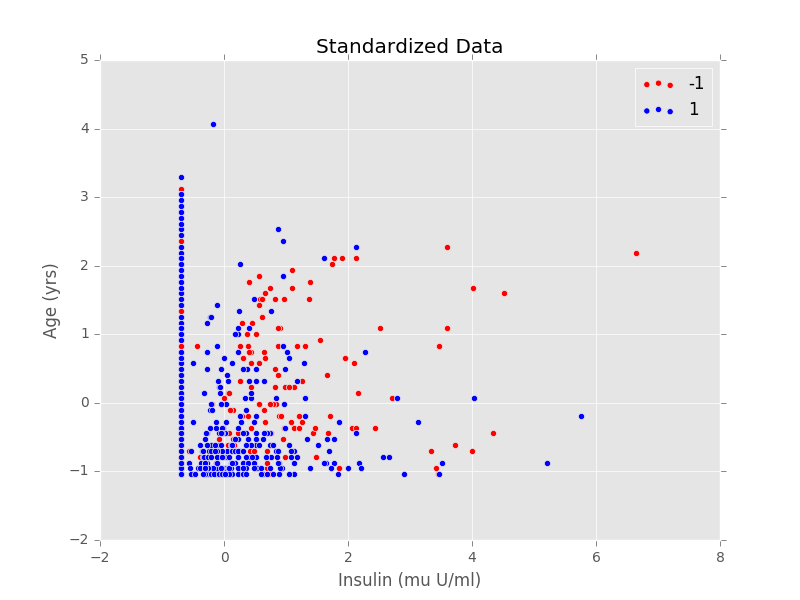 Standardized Data
-1
1
5
4
3
2
1
0
−1
−2
−2 0 2 4 6 8
Age (yrs)
Insulin (mu U/ml)